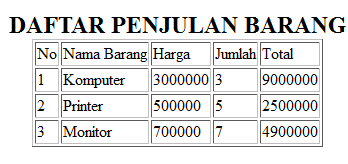 DAFTAR PENJULAN BARANG
No Nama Barang Harga Jumlah Total
1 Komputer 3000000 3 9000000
2 Printer 500000 5 2500000
3 Monitor 700000 7 4900000